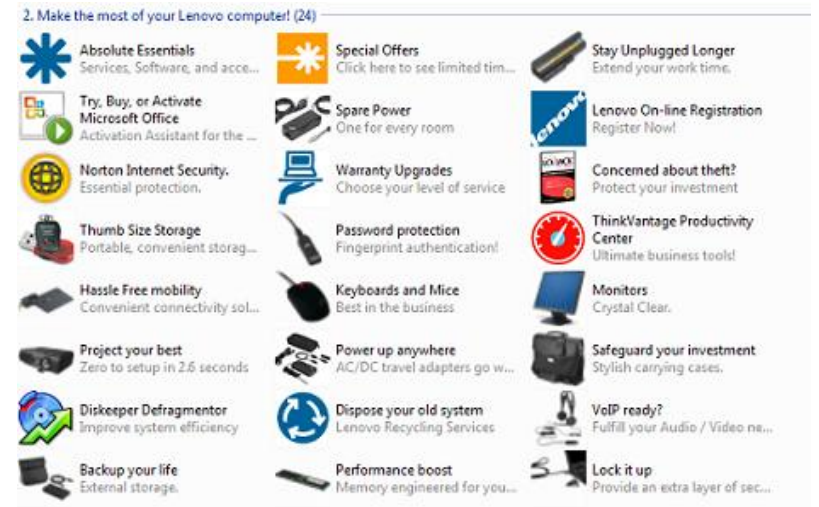 2. Make the most of your Lenovo computer! (24)
Absolute Essentials
Services, Software, and acce...
Special Offers
Click here to see limited tim...
Stay Unplugged Longer
Extend your work time.
Try, Buy, or Activate
Microsoft Office
Activation Assistant for the ...
Spare Power
One for every room
lenovo
Lenovo On-line Registration
Register Now!
Norton Internet Security.
Essential protection.
Warranty Upgrades
Choose your level of service
Concerned about theft?
Protect your investment
Thumb Size Storage
Portable, convenient storag...
Password protection
Fingerprint authentication!
ThinkVantage Productivity
Center
Ultimate business tools!
Hassle Free mobility
Convenient connectivity sol...
Keyboards and Mice
Best in the business
Monitors
Crystal Clear.
Project your best
Zero to setup in 2.6 seconds
Power up anywhere
AC/DC travel adapters go w...
Safeguard your investment
Stylish carrying cases.
Diskeeper Defragmentor
Improve system efficiency
Dispose your old system
Lenovo Recycling Services
VoIP ready?
Fulfill your Audio / Video ne...
Backup your life
External storage.
Performance boost
Memory engineered for you...
Lock it up
Provide an extra layer of sec...